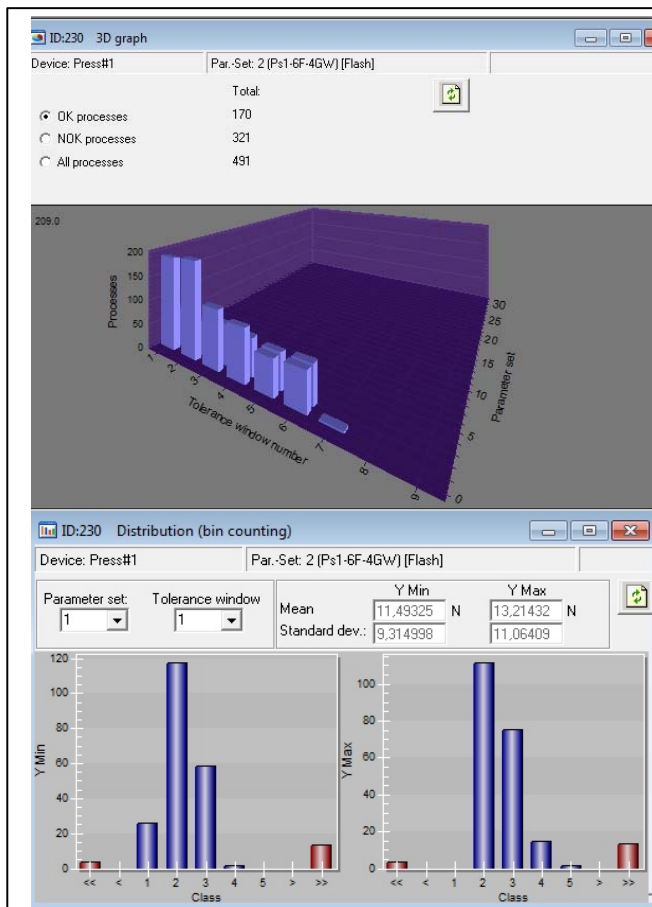 ID:230 3D graph
Device: Press#1 Par.-Set: 2 (Ps1-6F-4GW) [Flash]
Total:
OK processes 170
NOK processes 321
All processes 491
209.0
Processes
200
150
100
50
0
1 2 3 4 5 6 7 8 9
Tolerance window number
30
25
20
15
10
5
0
Parameter set
ID:230 Distribution (bin counting)
Device: Press#1 Par.-Set: 2 (Ps1-6F-4GW) [Flash]
Parameter set: Tolerance window Y Min Y Max
1 1 Mean 11,49325 N 13,21432 N
Standard dev.: 9,314998 11,06409
Y Min
120
100
80
60
40
20
0
<< < 1 2 3 4 5 > >>
Class
Y Max
100
80
60
40
20
0
<< < 1 2 3 4 5 > >>
Class